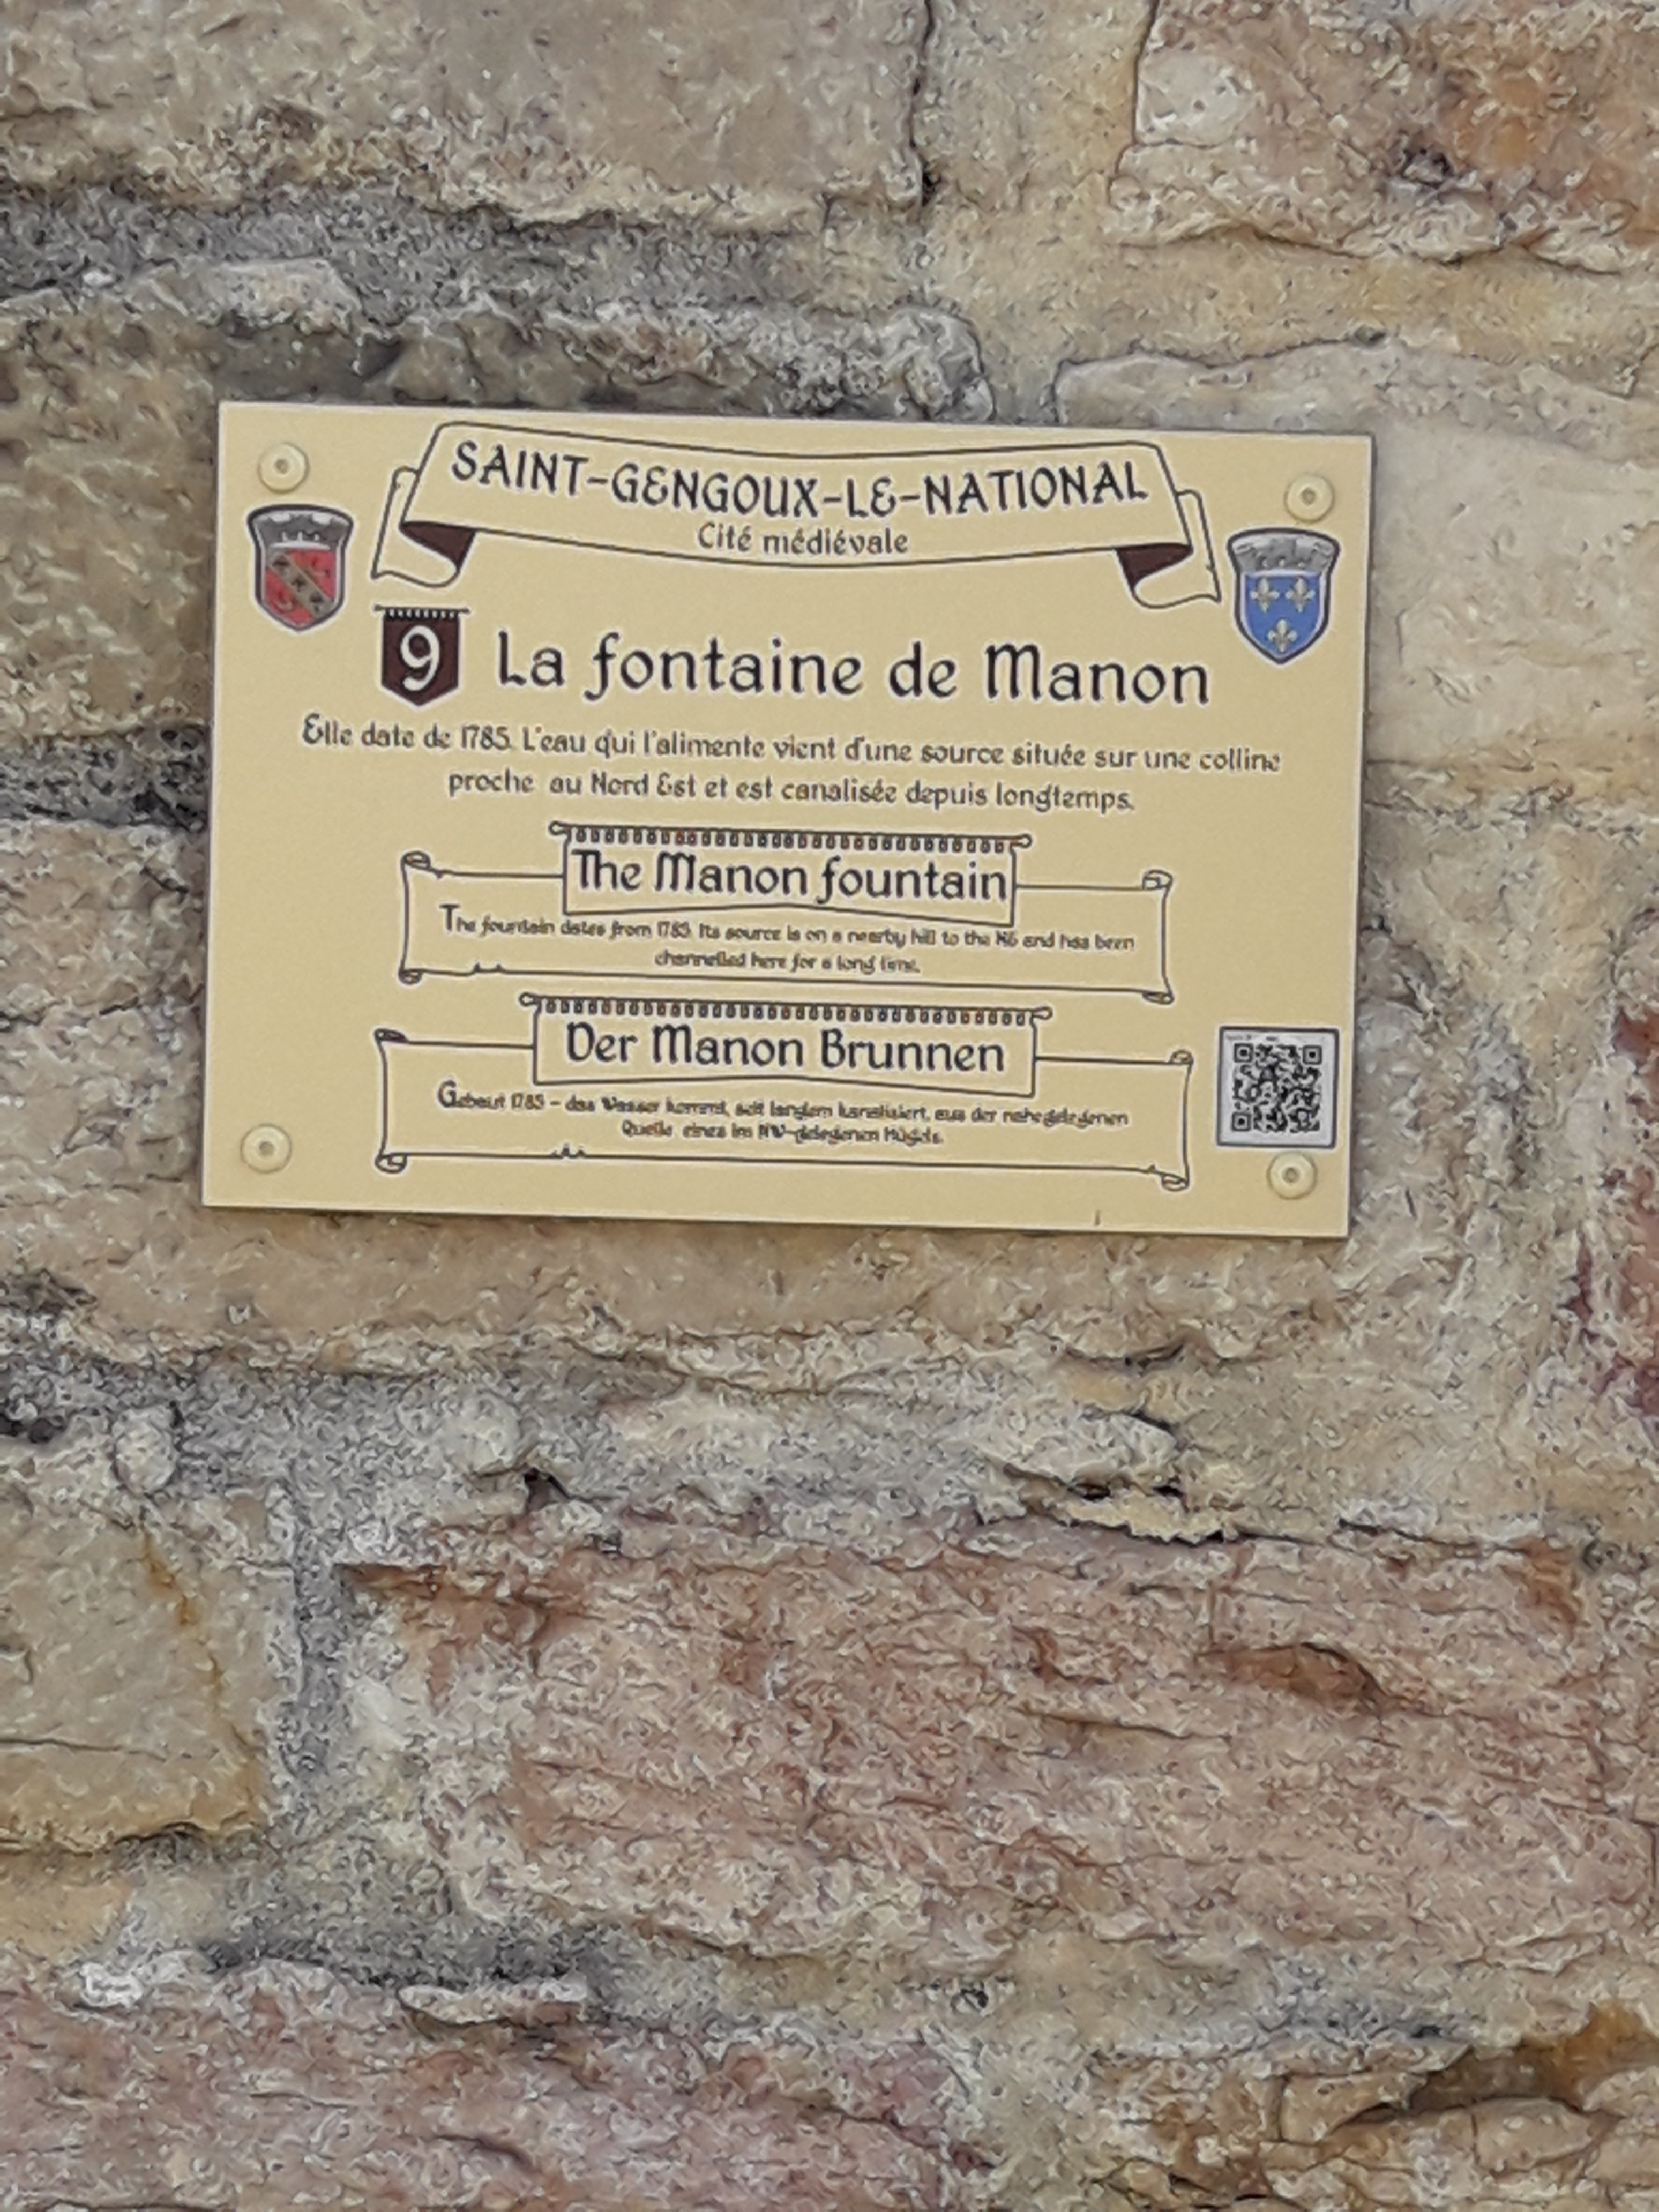 SAINT-GENGOUX-LE-NATIONAL
Cité médiévale
9 La fontaine de Manon
Elle date de 1785. L'eau qui l'alimente vient d'une source située sur une colline
proche au Nord Est et est canalisée depuis longtemps.
The Manon fountain
The fountain dates from 1785. Its source is on a nearby hill to the NE and has been
channelled here for a long time.
Der Manon Brunnen
Gebaut 1785 - das Wasser kommt, seit langem kanalisiert, aus der nahegelegenen
Quelle eines im NW-gelegenen Hügels.